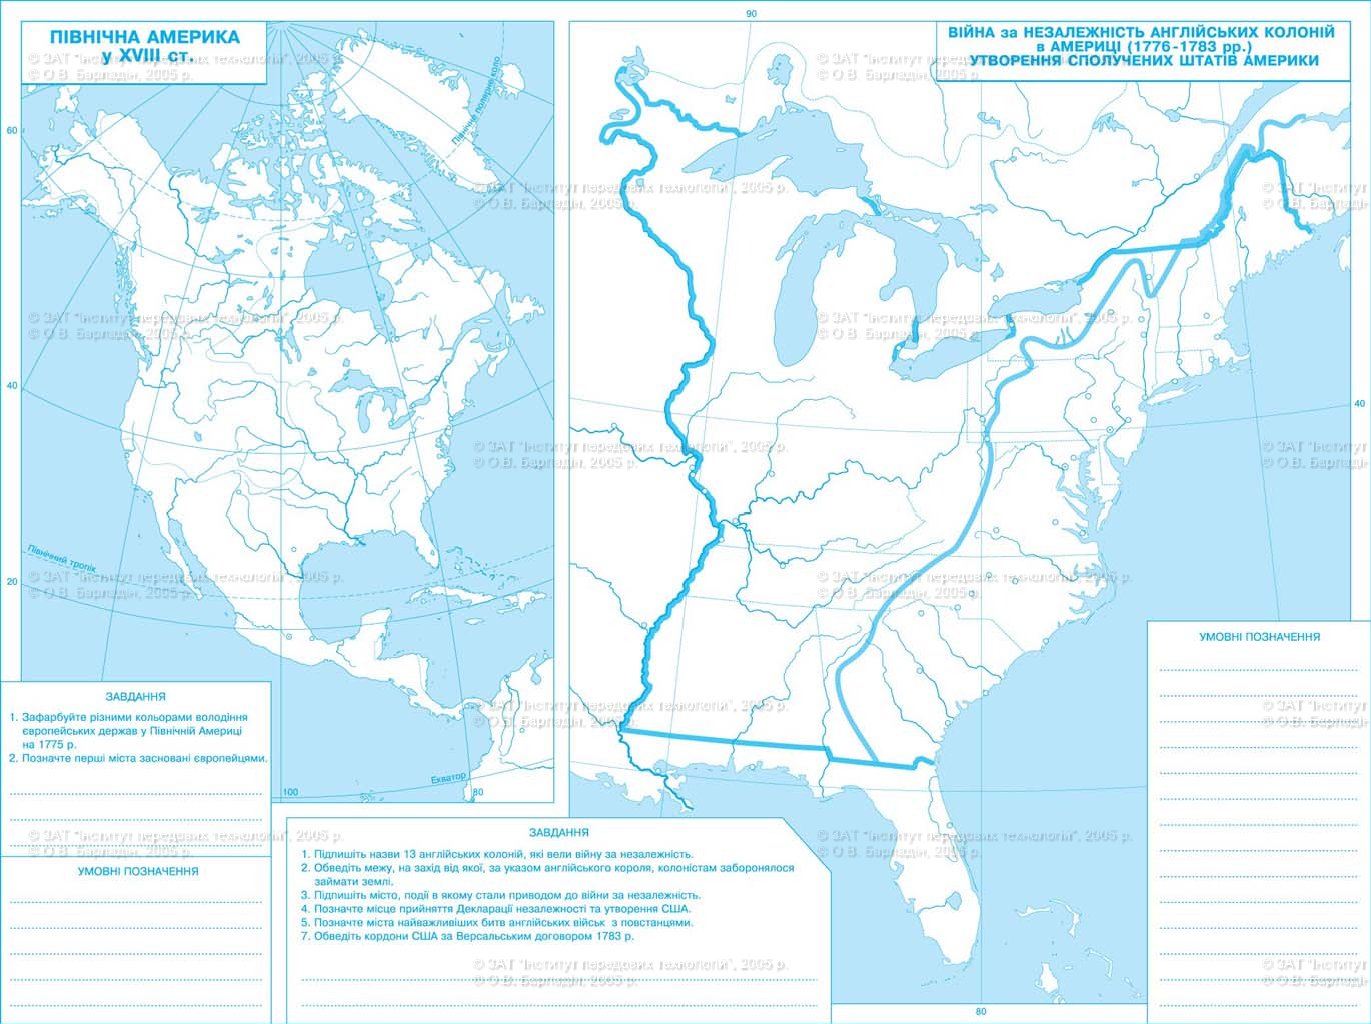 ПІВНІЧНА АМЕРИКА
у XVIII ст.
90
ВІЙНА за НЕЗАЛЕЖНІСТЬ АНГЛІЙСЬКИХ КОЛОНІЙ
в АМЕРИЦІ (1776-1783 рр.)
УТВОРЕННЯ СПОЛУЧЕНИХ ШТАТІВ АМЕРИКИ
Північне полярне коло
60
40
40
20
Північний тропік
Екватор
100
80
80
© ЗАТ "Інститут передових технологій", 2005 р.
© О.В. Барладін, 2005 р.
ЗАВДАННЯ
1. Зафарбуйте різними кольорами володіння
європейських держав у Північній Америці
на 1775 р.
2. Позначте перші міста засновані європейцями.
УМОВНІ ПОЗНАЧЕННЯ
ЗАВДАННЯ
1. Підпишіть назви 13 англійських колоній, які вели війну за незалежність.
2. Обведіть межу, на захід від якої, за указом англійського короля, колоністам заборонялося
займати землі.
3. Підпишіть місто, події в якому стали приводом до війни за незалежність.
4. Позначте місце прийняття Декларації незалежності та утворення США.
5. Позначте міста найважливіших битв англійських військ з повстанцями.
7. Обведіть кордони США за Версальським договором 1783 р.
УМОВНІ ПОЗНАЧЕННЯ